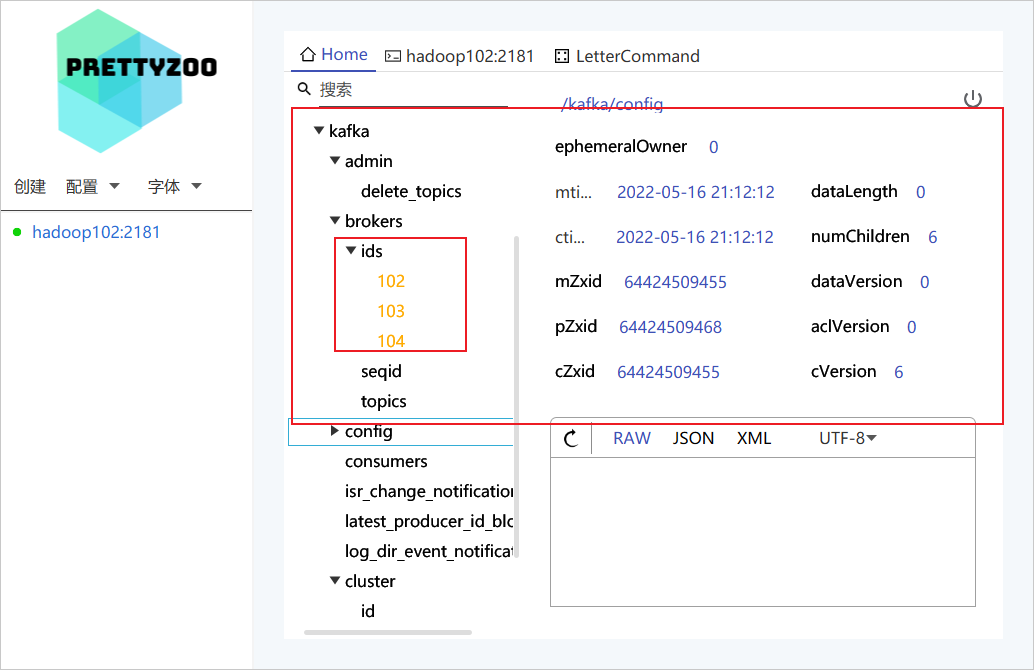 PRETTYZOO
创建 配置 字体
hadoop102:2181
Home hadoop102:2181 LetterCommand
搜索
kafka
admin
delete_topics
brokers
ids
102
103
104
seqid
topics
config
consumers
isr_change_notification
latest_producer_id_blo
log_dir_event_notificat
cluster
id
/kafka/config
ephemeralOwner 0
mti... 2022-05-16 21:12:12 dataLength 0
cti... 2022-05-16 21:12:12 numChildren 6
mZxid 64424509455 dataVersion 0
pZxid 64424509468 aclVersion 0
cZxid 64424509455 cVersion 6
RAW JSON XML UTF-8